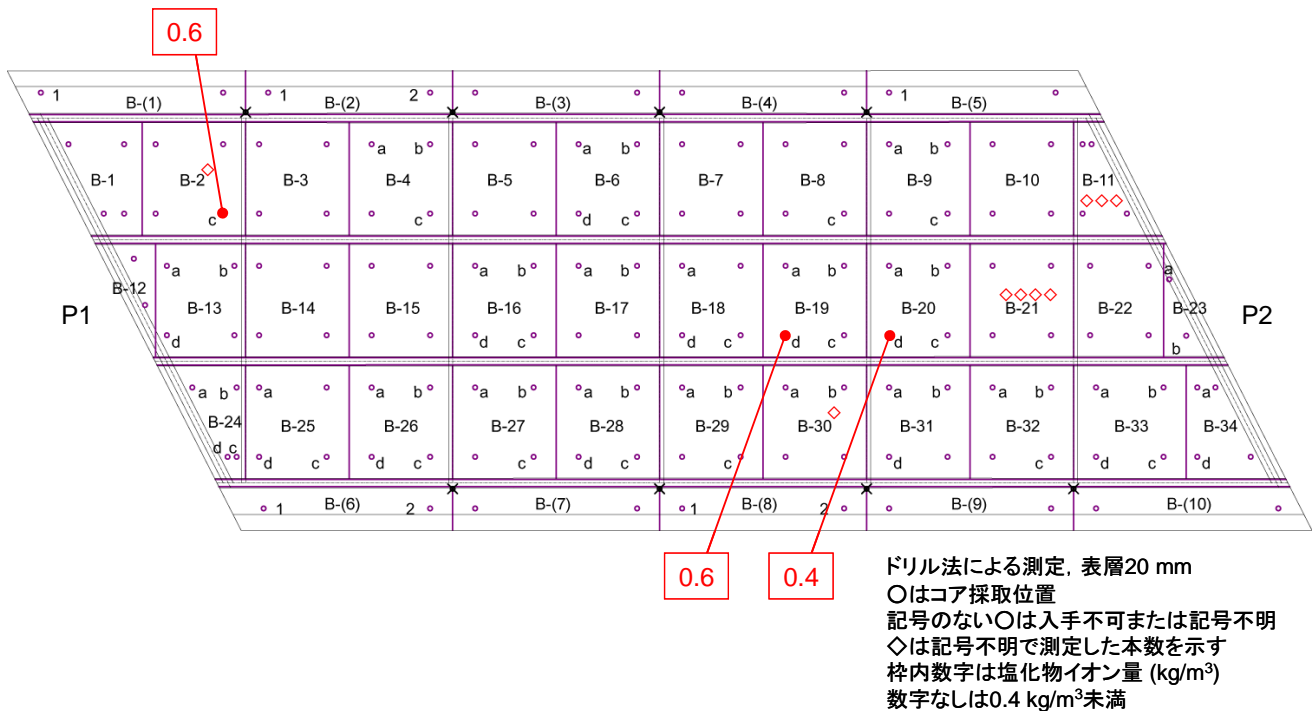 0.6
1 B-(1) 1 B-(2) 2 B-(3) B-(4) 1 B-(5)
a b a b a b
B-1 B-2 B-3 B-4 B-5 B-6 B-7 B-8 B-9 B-10 B-11
c c d c c c
a b a b a b a a b a b a
B-12
P1 B-13 B-14 B-15 B-16 B-17 B-18 B-19 B-20 B-21 B-22 B-23 P2
d d c d c d c d c d c b
a b a a b a b a b a b a b a b a b a b a
B-24 B-25 B-26 B-27 B-28 B-29 B-30 B-31 B-32 B-33 B-34
d c d c d c c d c c d c d c d
1 B-(6) 2 B-(7) 1 B-(8) 2 B-(9) B-(10)
0.6 0.4
ドリル法による測定, 表層20 mm
〇はコア採取位置
記号のない〇は入手不可または記号不明
◇は記号不明で測定した本数を示す
枠内数字は塩化物イオン量 (kg/m³)
数字なしは0.4 kg/m³未満